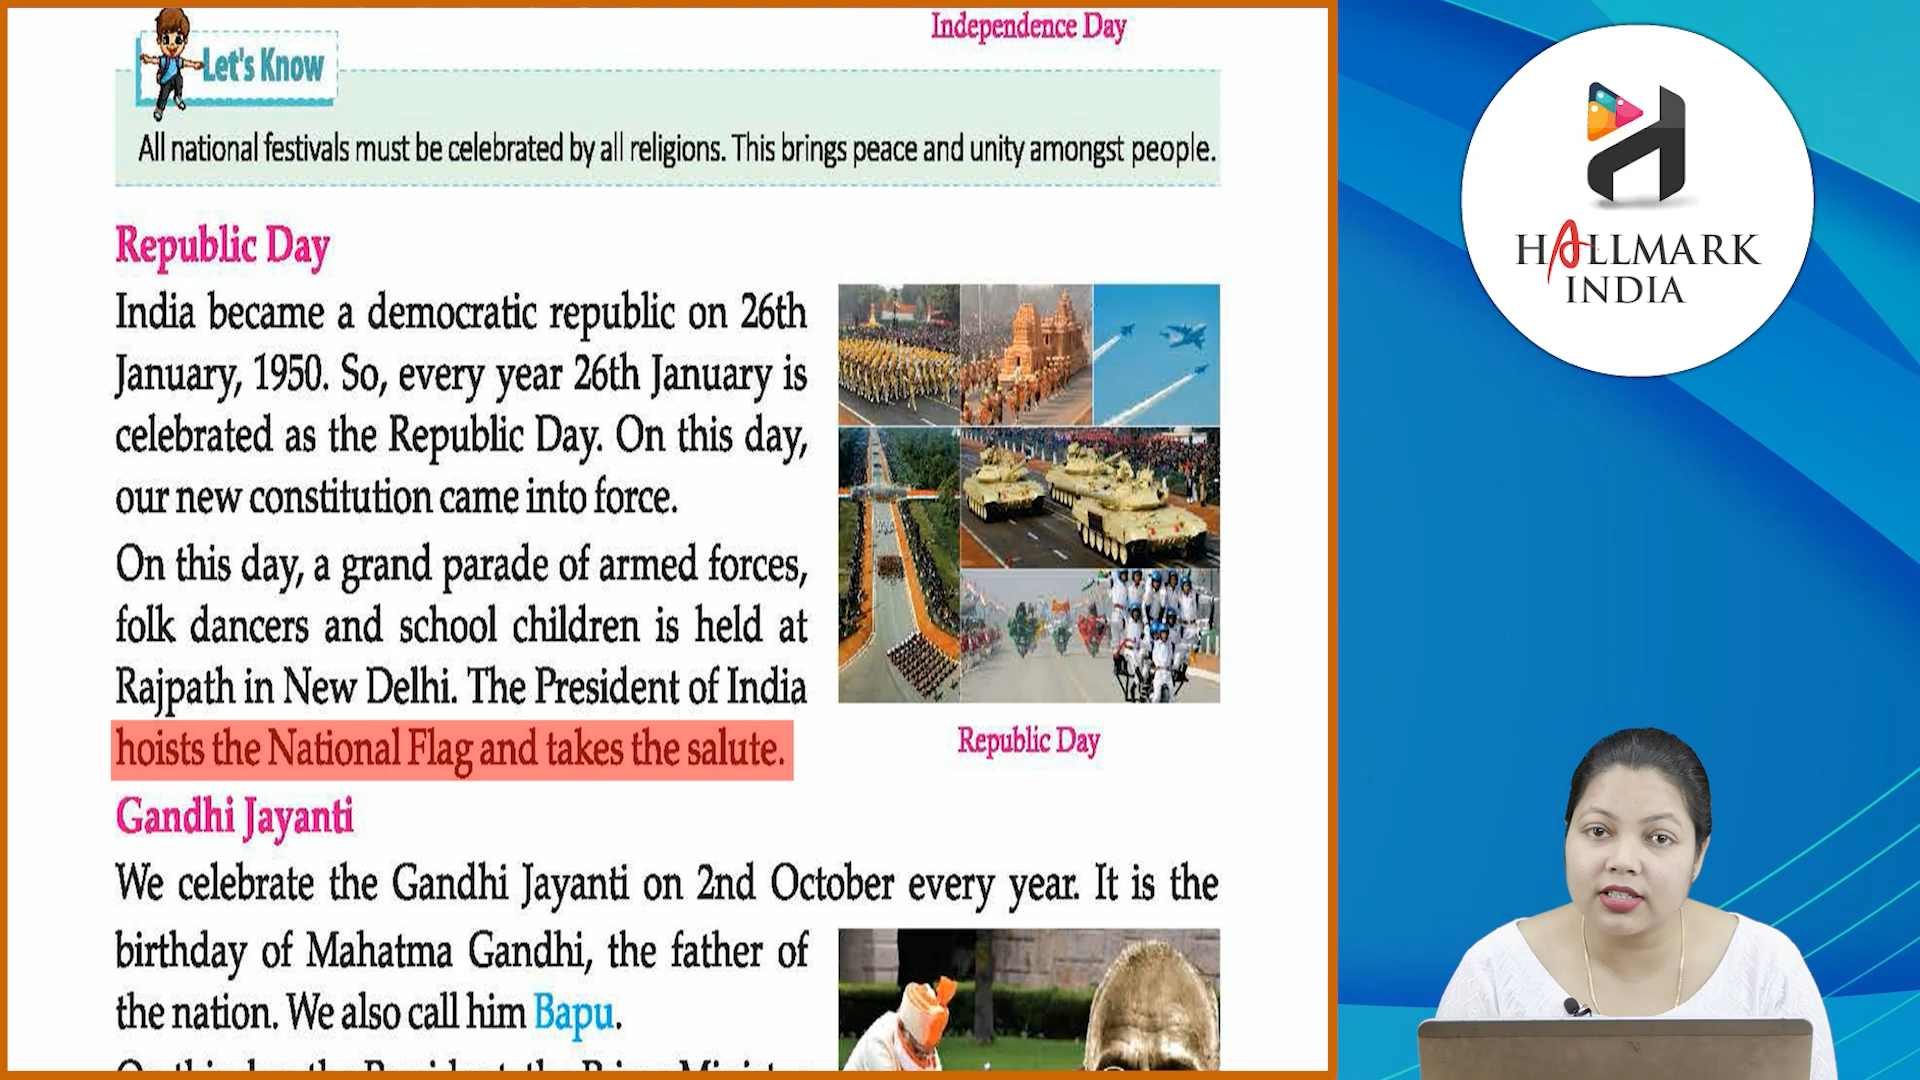 Independence Day
Let's Know
All national festivals must be celebrated by all religions. This brings peace and unity amongst people.
Republic Day
India became a democratic republic on 26th
January, 1950. So, every year 26th January is
celebrated as the Republic Day. On this day,
our new constitution came into force.
On this day, a grand parade of armed forces,
folk dancers and school children is held at
Rajpath in New Delhi. The President of India
hoists the National Flag and takes the salute.
Republic Day
Gandhi Jayanti
We celebrate the Gandhi Jayanti on 2nd October every year. It is the
birthday of Mahatma Gandhi, the father of
the nation. We also call him Bapu.
HALLMARK
INDIA